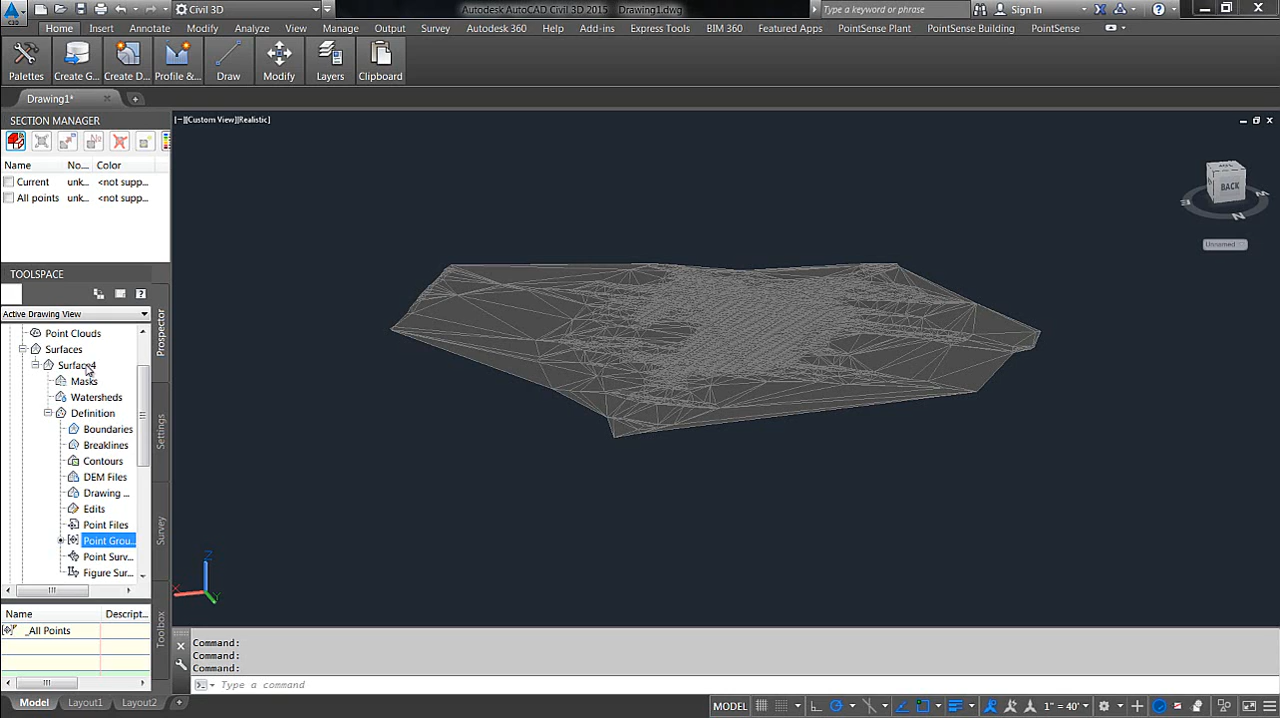 C3D
Civil 3D
Autodesk AutoCAD Civil 3D 2015 Drawing1.dwg
Type a keyword or phrase
Sign In
Home Insert Annotate Modify Analyze View Manage Output Survey Autodesk 360 Help Add-ins Express Tools BIM 360 Featured Apps PointSense Plant PointSense Building PointSense
Palettes Create G... Create D... Profile &... Draw Modify Layers Clipboard
Drawing1*
SECTION MANAGER
Name No.... Color
Current unk... <not supp...
All points unk... <not supp...
[−][Custom View][Realistic]
BACK
N
Unnamed
TOOLSPACE
Active Drawing View
Point Clouds
Surfaces
Surface4
Masks
Watersheds
Definition
Boundaries
Breaklines
Contours
DEM Files
Drawing ...
Edits
Point Files
Point Grou...
Point Surv...
Figure Sur...
Prospector
Settings
Survey
Toolbox
Name Descript...
_All Points
Z
X
Y
Command:
Command:
Command:
Type a command
Model Layout1 Layout2
MODEL 1" = 40'